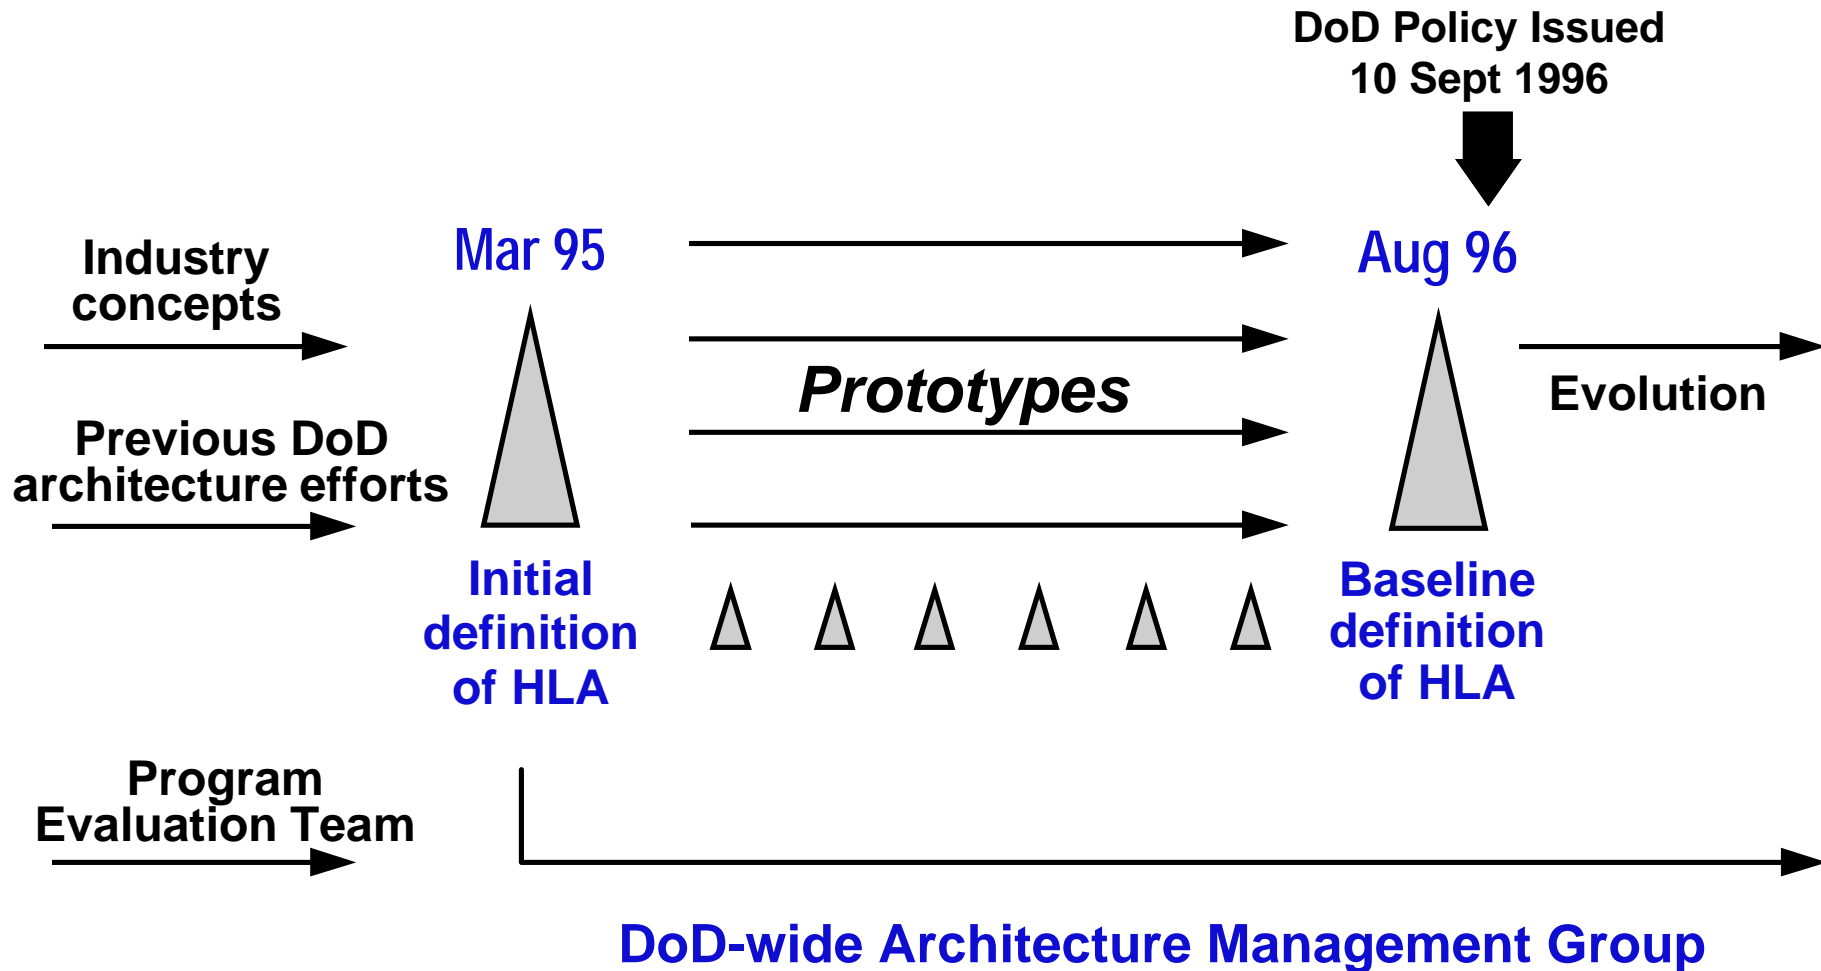 DoD Policy Issued
10 Sept 1996
Industry
concepts
Mar 95
Aug 96
Prototypes
Evolution
Previous DoD
architecture efforts
Initial
definition
of HLA
Baseline
definition
of HLA
Program
Evaluation Team
DoD-wide Architecture Management Group